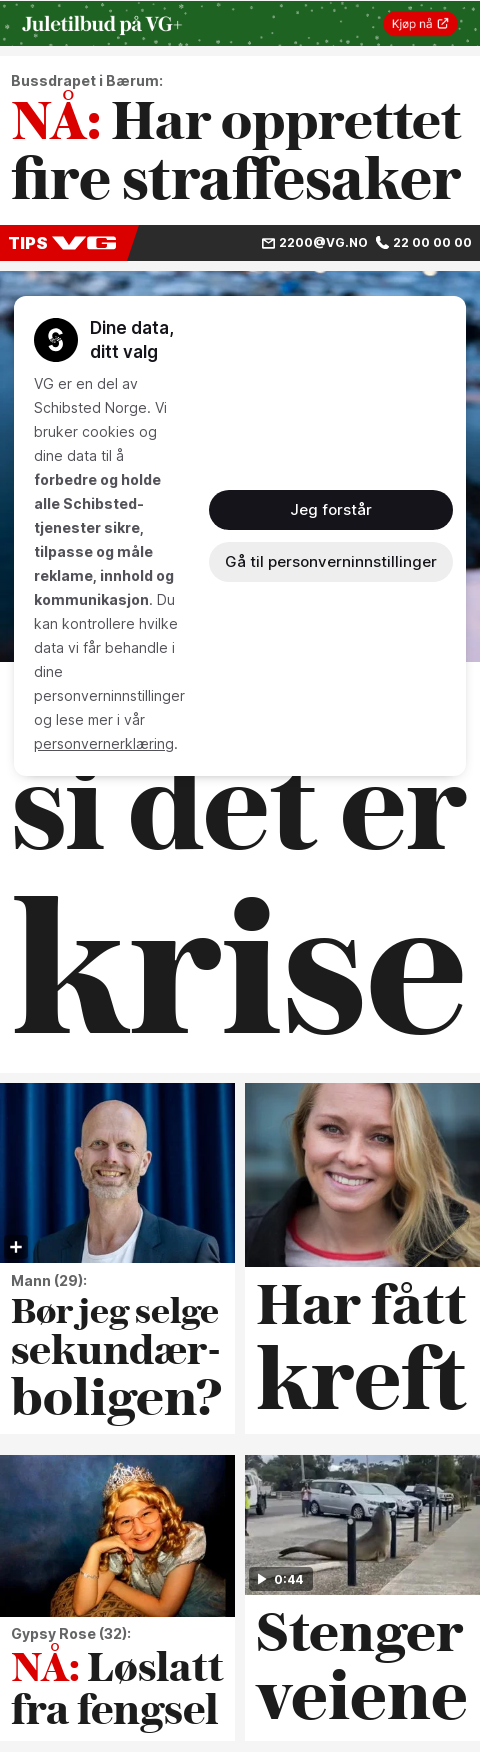 Juletilbud på VG+
Kjøp nå
Bussdrapet i Bærum:
NÅ: Har opprettet
fire straffesaker
TIPS VG
2200@VG.NO 22 00 00 00
Dine data,
ditt valg
VG er en del av
Schibsted Norge. Vi
bruker cookies og
dine data til å
forbedre og holde
alle Schibsted-
tjenester sikre,
tilpasse og måle
reklame, innhold og
kommunikasjon. Du
kan kontrollere hvilke
data vi får behandle i
dine
personverninnstillinger
og lese mer i vår
personvernerklæring.
Jeg forstår
Gå til personverninnstillinger
si det er
krise
Mann (29):
Bør jeg selge
sekundær-
boligen?
Har fått
kreft
Gypsy Rose (32):
NÅ: Løslatt
fra fengsel
0:44
Stenger
veiene